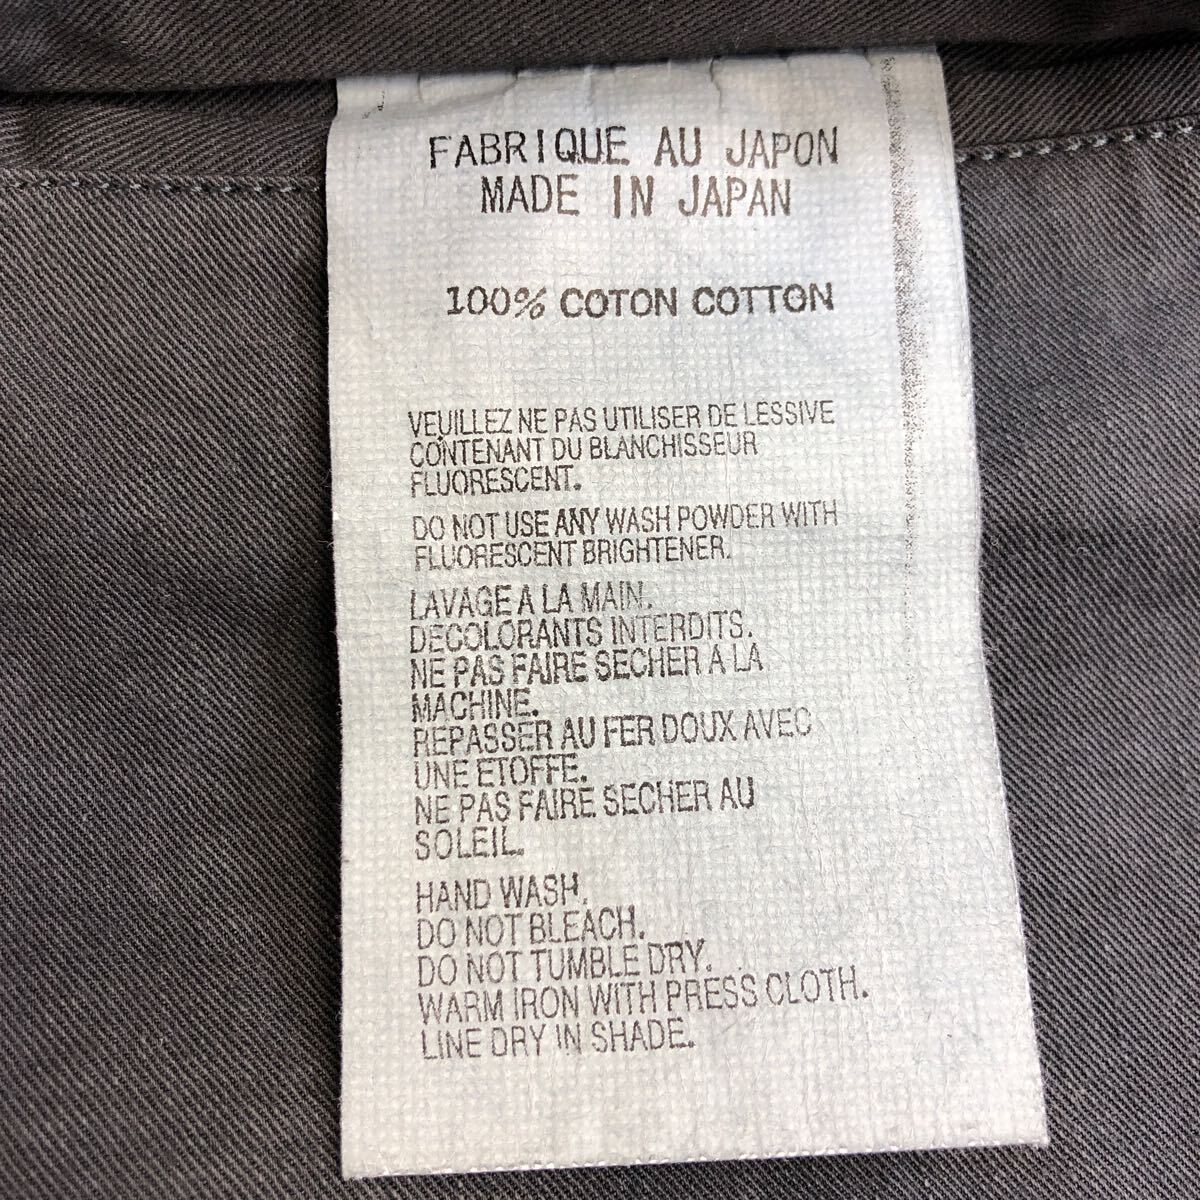 FABRIQUE AU JAPON
MADE IN JAPAN
100% COTON COTTON
VEUILLEZ NE PAS UTILISER DE LESSIVE
CONTENANT DU BLANCHISSEUR
FLUORESCENT.
DO NOT USE ANY WASH POWDER WITH
FLUORESCENT BRIGHTENER.
LAVAGE A LA MAIN.
DECOLORANTS INTERDITS.
NE PAS FAIRE SECHER A LA
MACHINE.
REPASSER AU FER DOUX AVEC
UNE ETOFFE.
NE PAS FAIRE SECHER AU
SOLEIL.
HAND WASH.
DO NOT BLEACH.
DO NOT TUMBLE DRY.
WARM IRON WITH PRESS CLOTH.
LINE DRY IN SHADE.